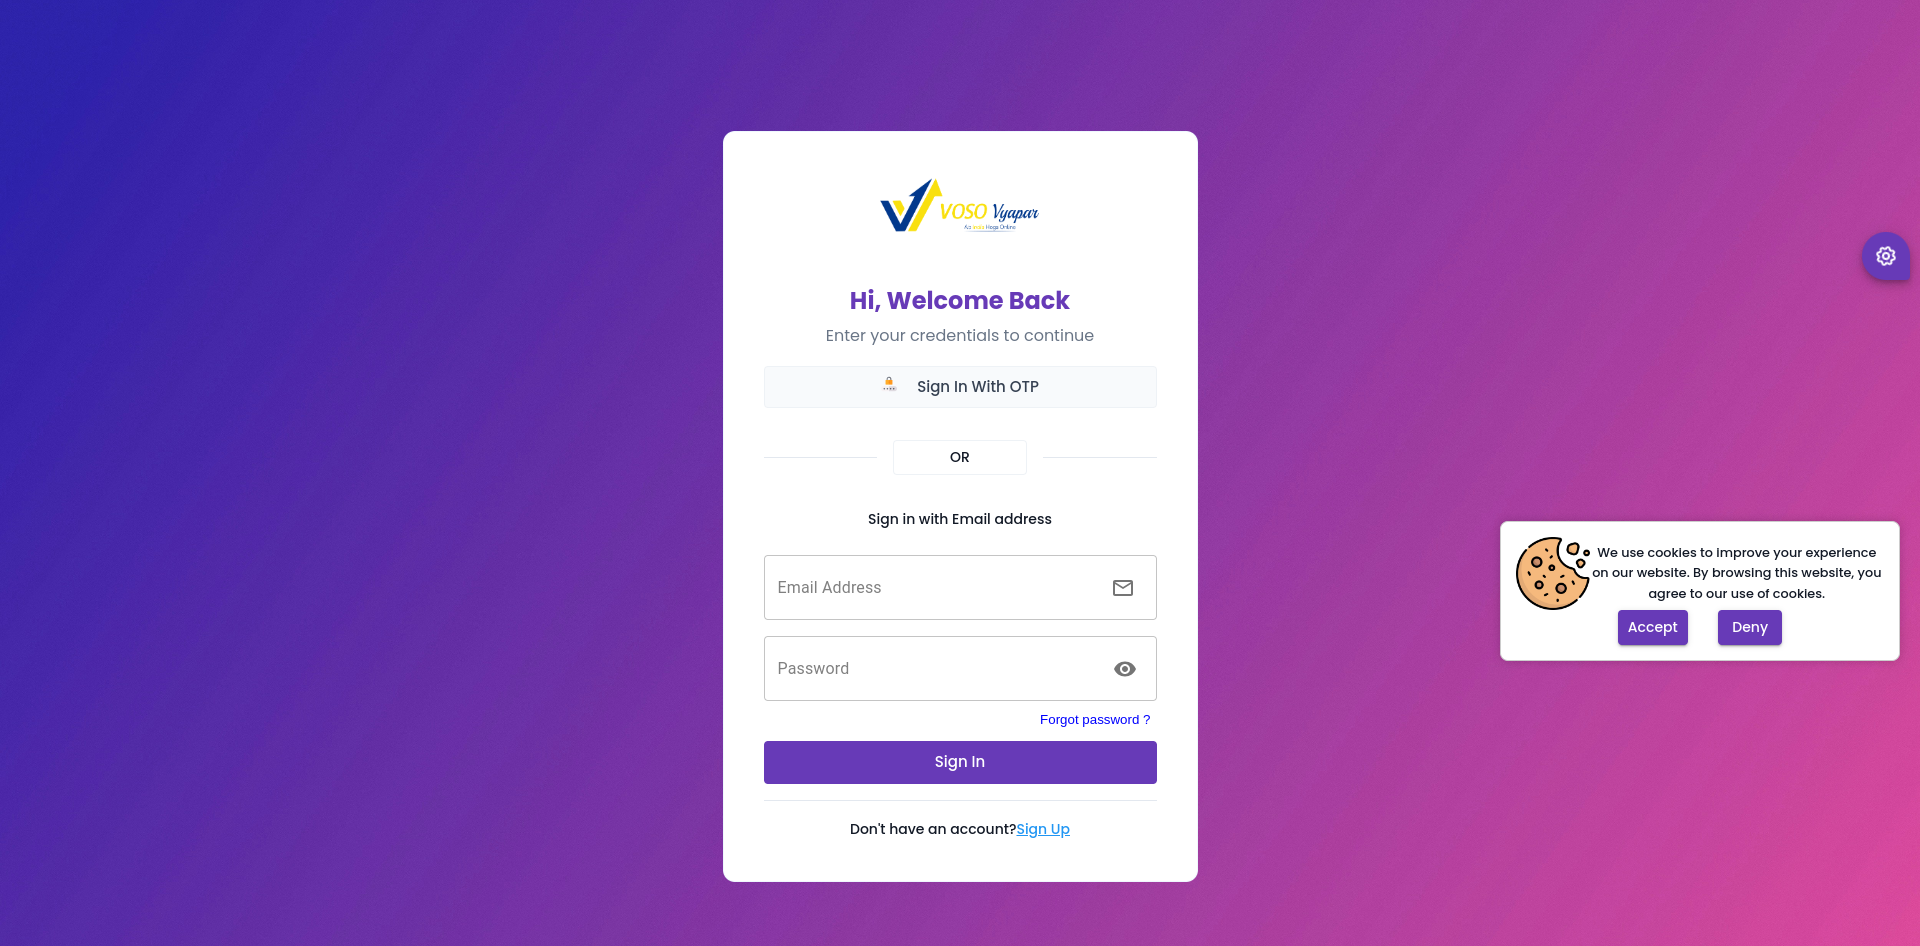 VOSO Vyapar
Hoga Online
Hi, Welcome Back
Enter your credentials to continue
Sign In With OTP
OR
Sign in with Email address
Email Address
Password
Forgot password ?
Sign In
Don't have an account?Sign Up
We use cookies to improve your experience
on our website. By browsing this website, you
agree to our use of cookies.
Accept
Deny